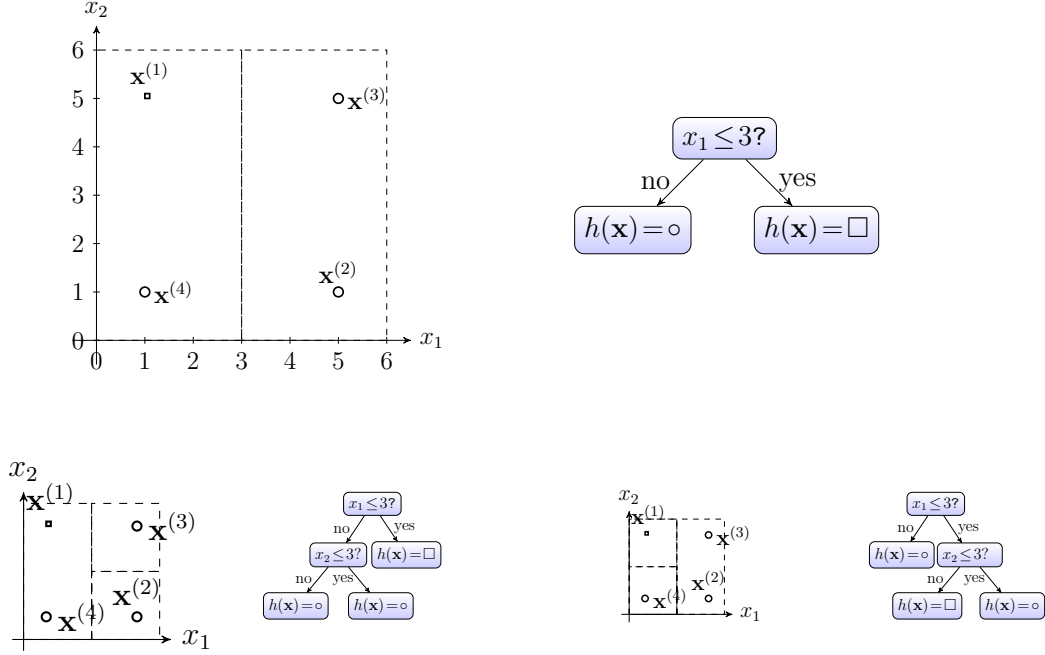 x₂
6
5
4
3
2
1
0
0 1 2 3 4 5 6
x₁
𝐱⁽¹⁾
𝐱⁽³⁾
𝐱⁽²⁾
𝐱⁽⁴⁾
x₁ ≤ 3?
no yes
h(𝐱) = ○ h(𝐱) = □
x₂
𝐱⁽¹⁾
𝐱⁽³⁾
𝐱⁽²⁾
𝐱⁽⁴⁾
x₁
x₁ ≤ 3?
no yes
x₂ ≤ 3? h(𝐱) = □
no yes
h(𝐱) = ○ h(𝐱) = ○
x₂
𝐱⁽¹⁾
𝐱⁽³⁾
𝐱⁽²⁾
𝐱⁽⁴⁾
x₁
x₁ ≤ 3?
no yes
h(𝐱) = ○ x₂ ≤ 3?
no yes
h(𝐱) = □ h(𝐱) = ○